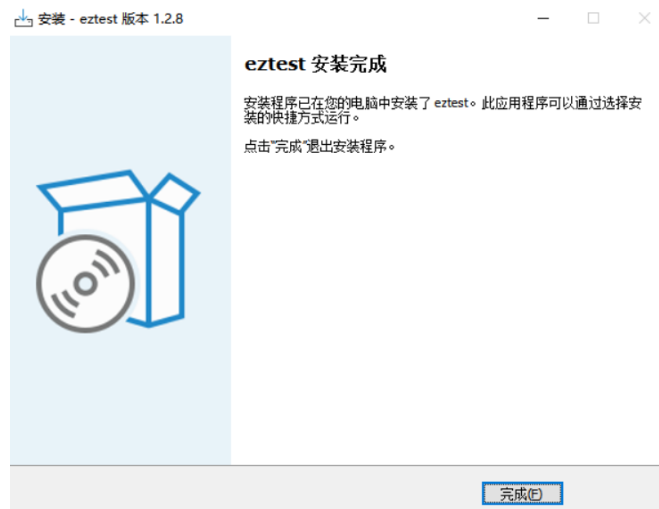 安装 - eztest 版本 1.2.8
eztest 安装完成
安装程序已在您的电脑中安装了 eztest。此应用程序可以通过选择安
装的快捷方式运行。
点击"完成"退出安装程序。
完成(F)